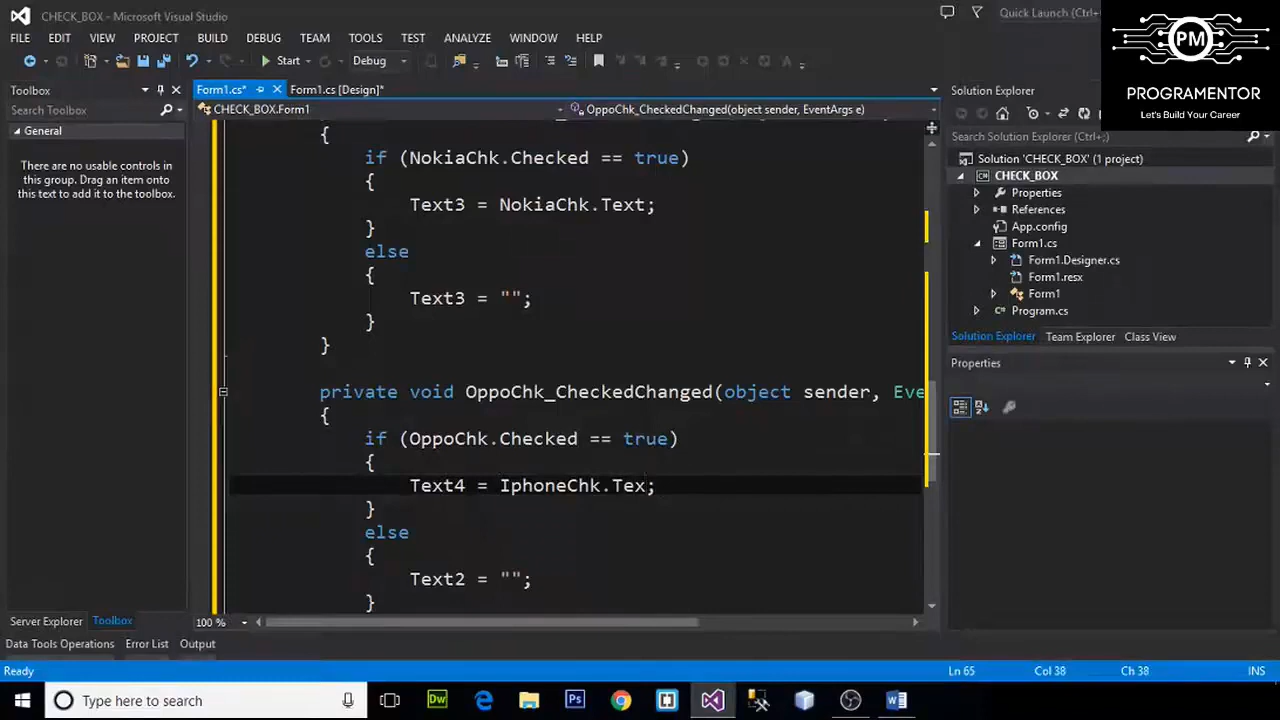 CHECK_BOX - Microsoft Visual Studio
Quick Launch (Ctrl+
FILE EDIT VIEW PROJECT BUILD DEBUG TEAM TOOLS TEST ANALYZE WINDOW HELP
Start Debug
PM
PROGRAMENTOR
Let's Build Your Career
Toolbox
Search Toolbox
General
There are no usable controls in
this group. Drag an item onto
this text to add it to the toolbox.
Server Explorer Toolbox
Form1.cs* Form1.cs [Design]*
CHECK_BOX.Form1 OppoChk_CheckedChanged(object sender, EventArgs e)
{
if (NokiaChk.Checked == true)
{
Text3 = NokiaChk.Text;
}
else
{
Text3 = "";
}
}
private void OppoChk_CheckedChanged(object sender, Eve
{
if (OppoChk.Checked == true)
{
Text4 = IphoneChk.Tex;
}
else
{
Text2 = "";
}
100 %
Solution Explorer
Search Solution Explorer (Ctrl+;)
Solution 'CHECK_BOX' (1 project)
CHECK_BOX
Properties
References
App.config
Form1.cs
Form1.Designer.cs
Form1.resx
Form1
Program.cs
Solution Explorer Team Explorer Class View
Properties
Data Tools Operations Error List Output
Ready Ln 65 Col 38 Ch 38 INS
Type here to search